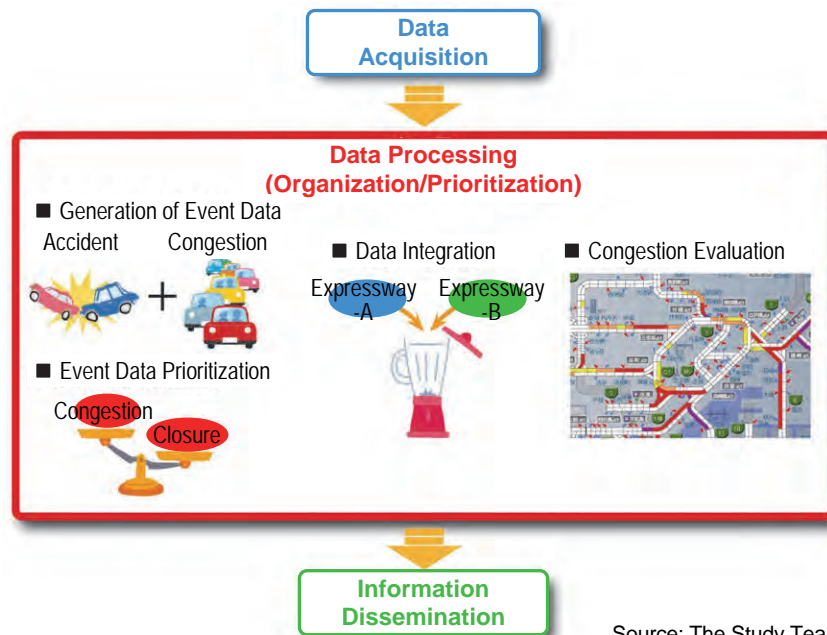 Data
Acquisition
Data Processing
(Organization/Prioritization)
■ Generation of Event Data
Accident
Congestion
■ Data Integration
Expressway
-A
Expressway
-B
■ Congestion Evaluation
■ Event Data Prioritization
Congestion
Closure
Information
Dissemination
Source: The Study Tea